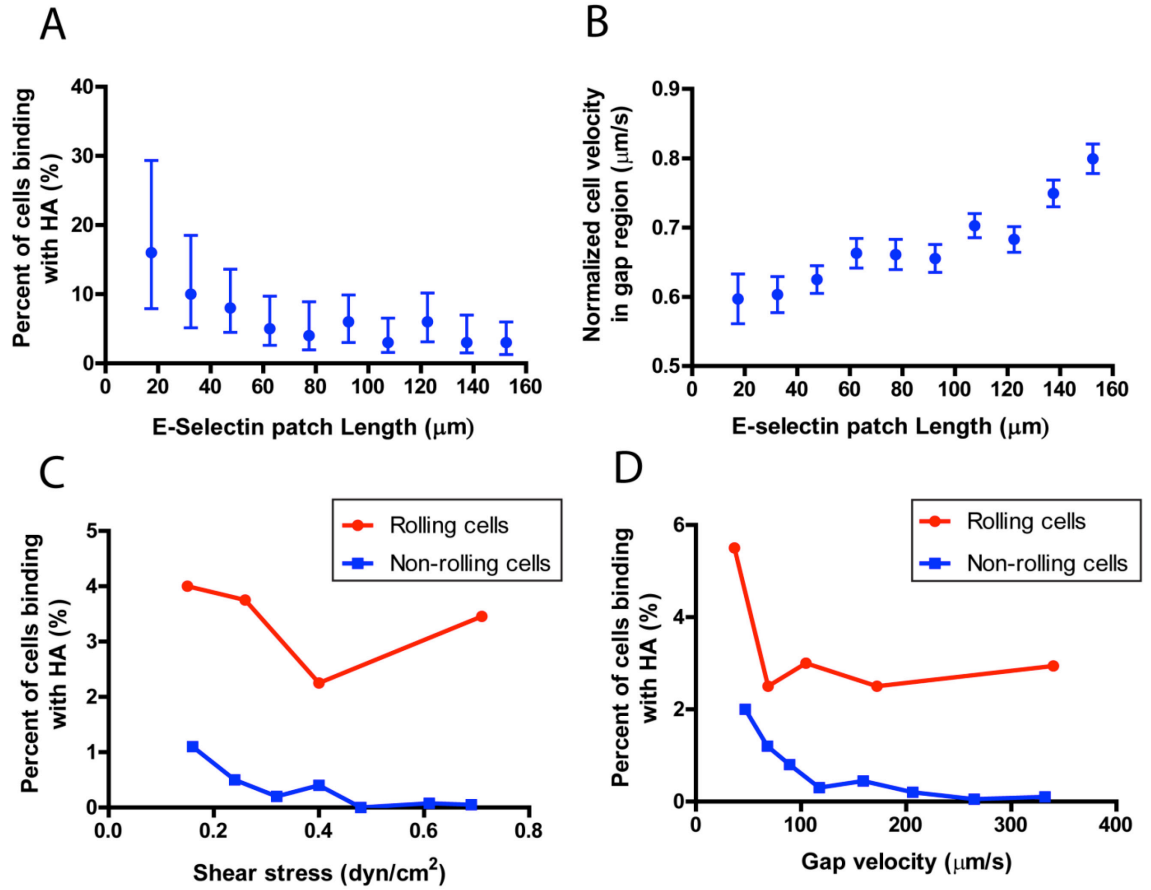 A
Percent of cells binding
with HA (%)
40
30
20
10
0
0 20 40 60 80 100 120 140 160
E-Selectin patch Length (μm)
B
Normalized cell velocity
in gap region (μm/s)
0.9
0.8
0.7
0.6
0.5
0 20 40 60 80 100 120 140 160
E-selectin patch Length (μm)
C
Rolling cells
Non-rolling cells
Percent of cells binding
with HA (%)
5
4
3
2
1
0
0.0 0.2 0.4 0.6 0.8
Shear stress (dyn/cm²)
D
Rolling cells
Non-rolling cells
Percent of cells binding
with HA (%)
6
4
2
0
0 100 200 300 400
Gap velocity (μm/s)